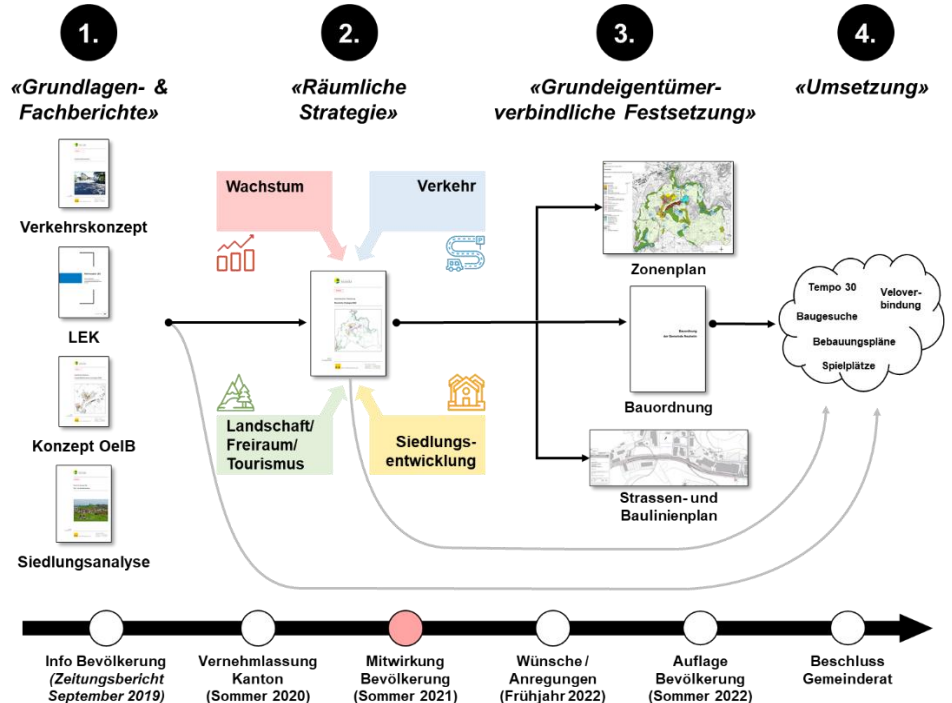 1.
«Grundlagen- &
Fachberichte»
Verkehrskonzept
LEK
Konzept OeIB
Siedlungsanalyse
2.
«Räumliche
Strategie»
Wachstum
Verkehr
Landschaft/
Freiraum/
Tourismus
Siedlungs-
entwicklung
3.
«Grundeigentümer-
verbindliche Festsetzung»
Zonenplan
Bauordnung
Bauordnung
Strassen- und
Baulinienplan
4.
«Umsetzung»
Tempo 30
Velover-
bindung
Baugesuche
Bebauungspläne
Spielplätze
Info Bevölkerung
(Zeitungsbericht
September 2019)
Vernehmlassung
Kanton
(Sommer 2020)
Mitwirkung
Bevölkerung
(Sommer 2021)
Wünsche/
Anregungen
(Frühjahr 2022)
Auflage
Bevölkerung
(Sommer 2022)
Beschluss
Gemeinderat